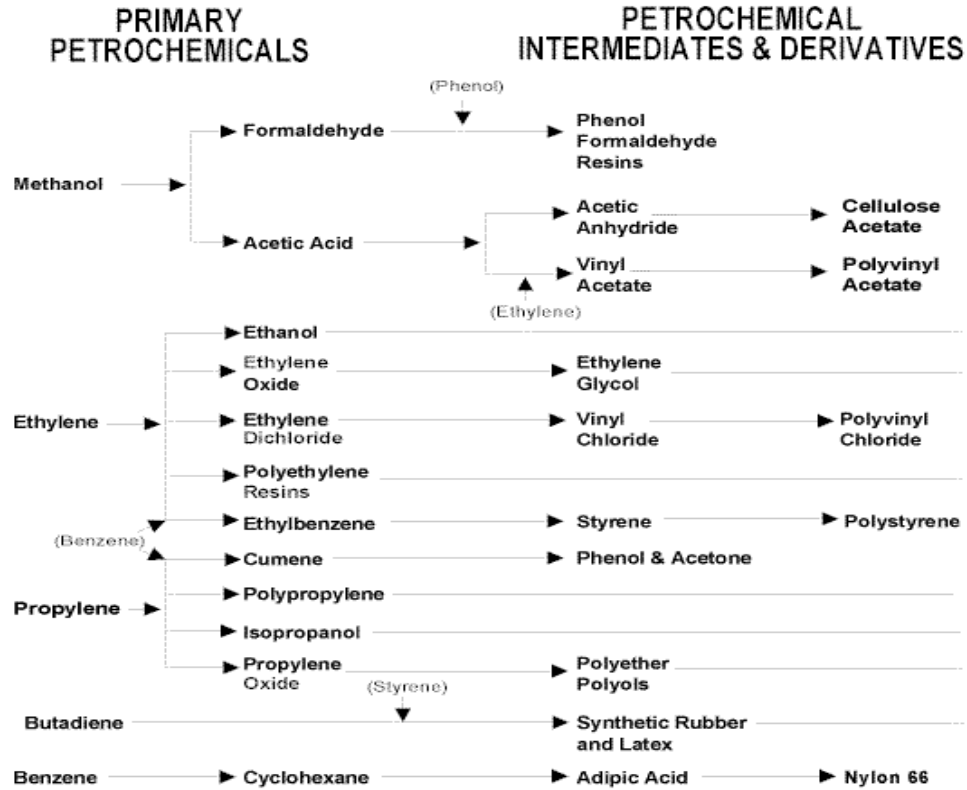 PRIMARY
PETROCHEMICALS
PETROCHEMICAL
INTERMEDIATES & DERIVATIVES
(Phenol)
Formaldehyde
Phenol
Formaldehyde
Resins
Methanol
Acetic Acid
Acetic
Anhydride
Cellulose
Acetate
Vinyl
Acetate
Polyvinyl
Acetate
(Ethylene)
Ethanol
Ethylene
Oxide
Ethylene
Glycol
Ethylene
Ethylene
Dichloride
Vinyl
Chloride
Polyvinyl
Chloride
Polyethylene
Resins
Ethylbenzene
Styrene
Polystyrene
(Benzene)
Cumene
Phenol & Acetone
Polypropylene
Propylene
Isopropanol
Propylene
Oxide
Polyether
Polyols
(Styrene)
Butadiene
Synthetic Rubber
and Latex
Benzene
Cyclohexane
Adipic Acid
Nylon 66